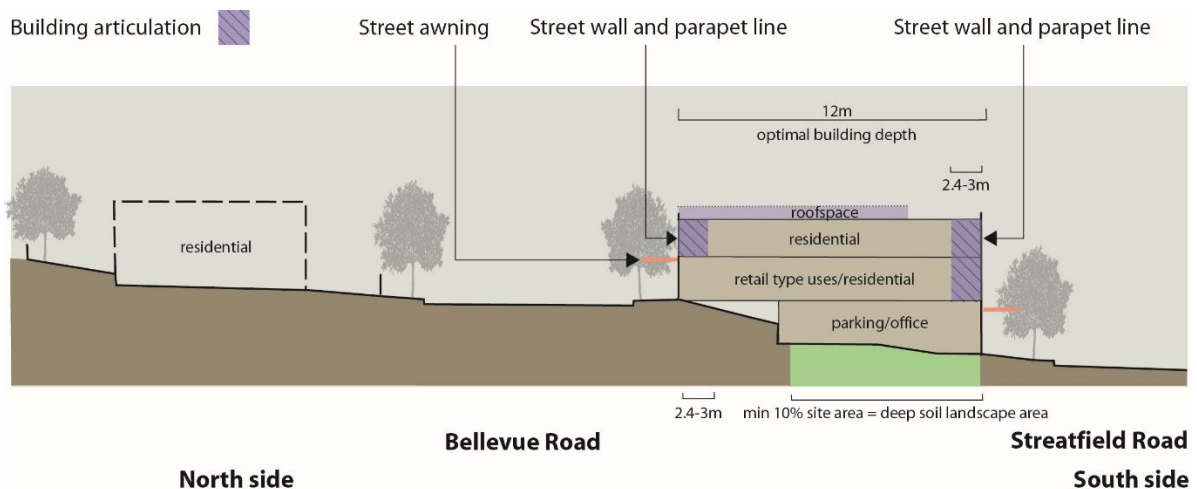 Building articulation
Street awning
Street wall and parapet line
Street wall and parapet line
12m
optimal building depth
2.4-3m
roofspace
residential
residential
retail type uses/residential
parking/office
2.4-3m
min 10% site area = deep soil landscape area
Bellevue Road
Streatfield Road
North side
South side